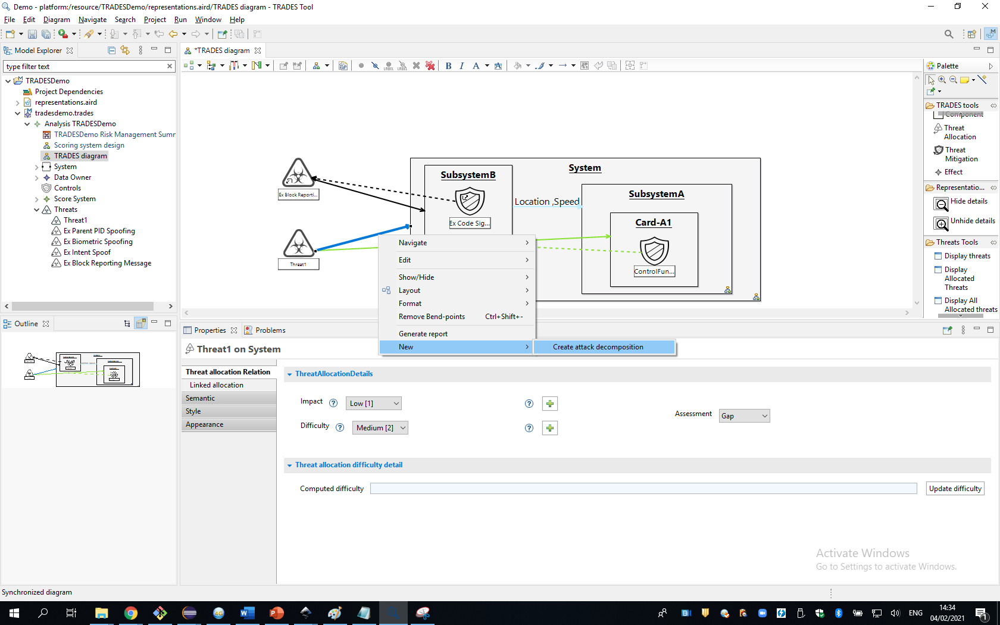 Demo - platform:/resource/TRADESDemo/representations.aird/TRADES diagram - TRADES Tool
File Edit Diagram Navigate Search Project Run Window Help
Model Explorer
type filter text
TRADESDemo
Project Dependencies
representations.aird
tradesdemo.trades
Analysis TRADESDemo
TRADESDemo Risk Management Summ
Scoring system design
TRADES diagram
System
Data Owner
Controls
Score System
Threats
Threat1
Ex Parent PID Spoofing
Ex Biometric Spoofing
Ex Intent Spoof
Ex Block Reporting Message
Outline
*TRADES diagram
LABEL LABEL
B I A
Ex Block Reporti...
Threat1
System
SubsystemB
Ex Code Sig...
Location ,Speed
SubsystemA
Card-A1
ControlFun...
Navigate
Edit
Show/Hide
Layout
Format
Remove Bend-points Ctrl+Shift+-
Generate report
New
Create attack decomposition
Palette
TRADES tools
Component
Threat
Allocation
Threat
Mitigation
Effect
Representatio...
Hide details
Unhide details
Threats Tools
Display threats
Display
Allocated
Threats
Display All
Allocated threats
Properties
Problems
Threat1 on System
Threat allocation Relation
Linked allocation
Semantic
Style
Appearance
ThreatAllocationDetails
Impact ? Low [1] ?
Difficulty ? Medium [2] ?
Assessment Gap
Threat allocation difficulty detail
Computed difficulty
Update difficulty
Activate Windows
Go to Settings to activate Windows.
Synchronized diagram
ENG
14:34
04/02/2021
1